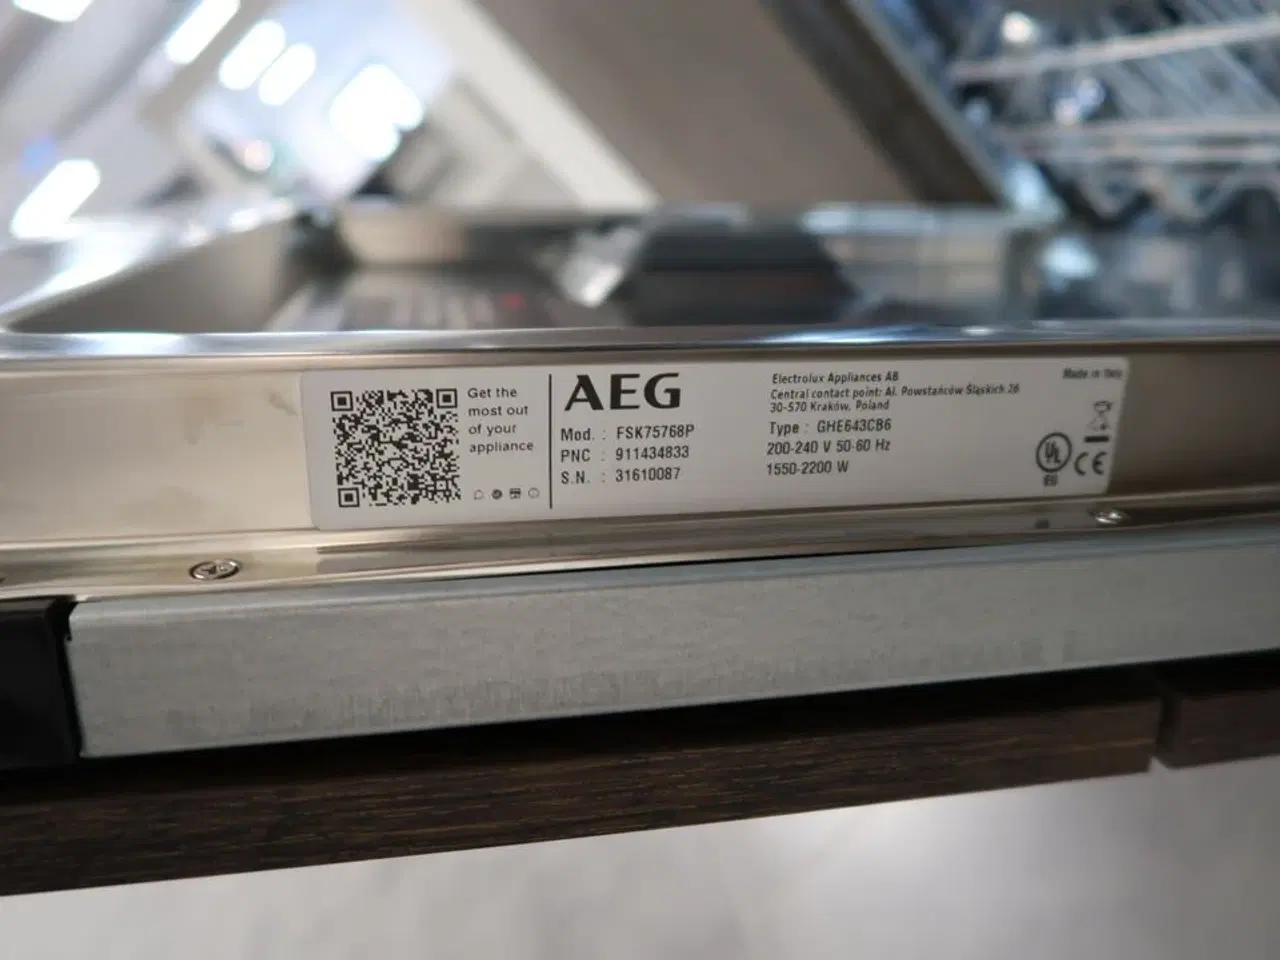 Get the
most out
of your
appliance
AEG
Mod. : FSK75768P
PNC : 911434833
S.N. : 31610087
Electrolux Appliances AB
Central contact point: Al. Powstańców Śląskich 26
30-570 Kraków, Poland
Type : GHE643CB6
200-240 V 50-60 Hz
1550-2200 W
Made in Italy
UL
EU
CE